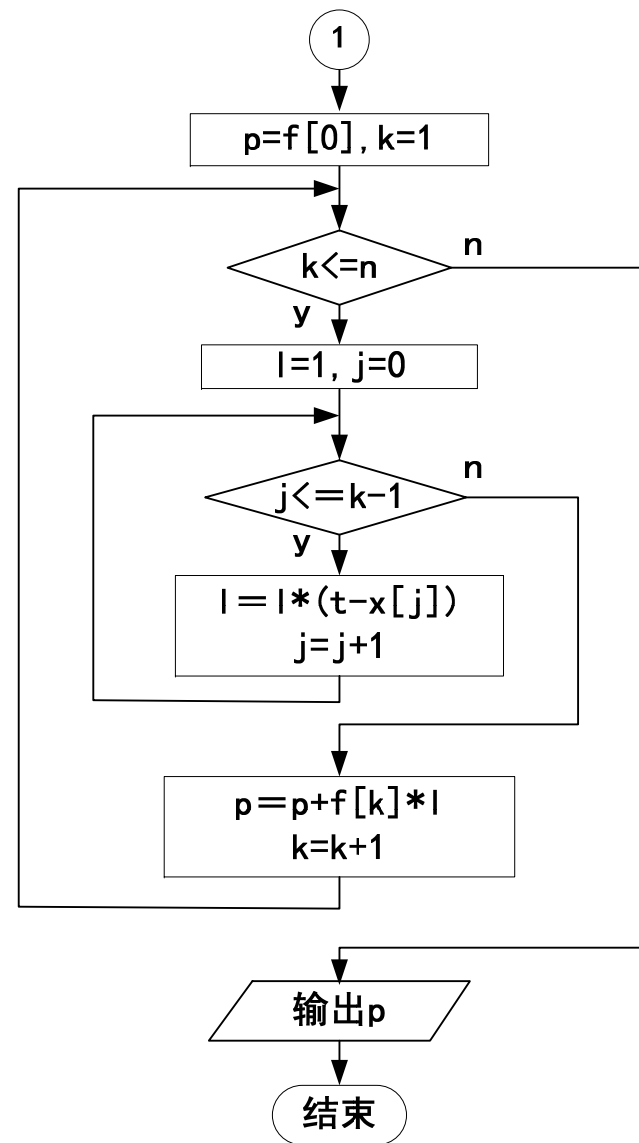 1
p=f[0],k=1
k<=n
n
y
l=1, j=0
j<=k-1
n
y
l=l*(t-x[j])
j=j+1
p=p+f[k]*l
k=k+1
输出p
结束